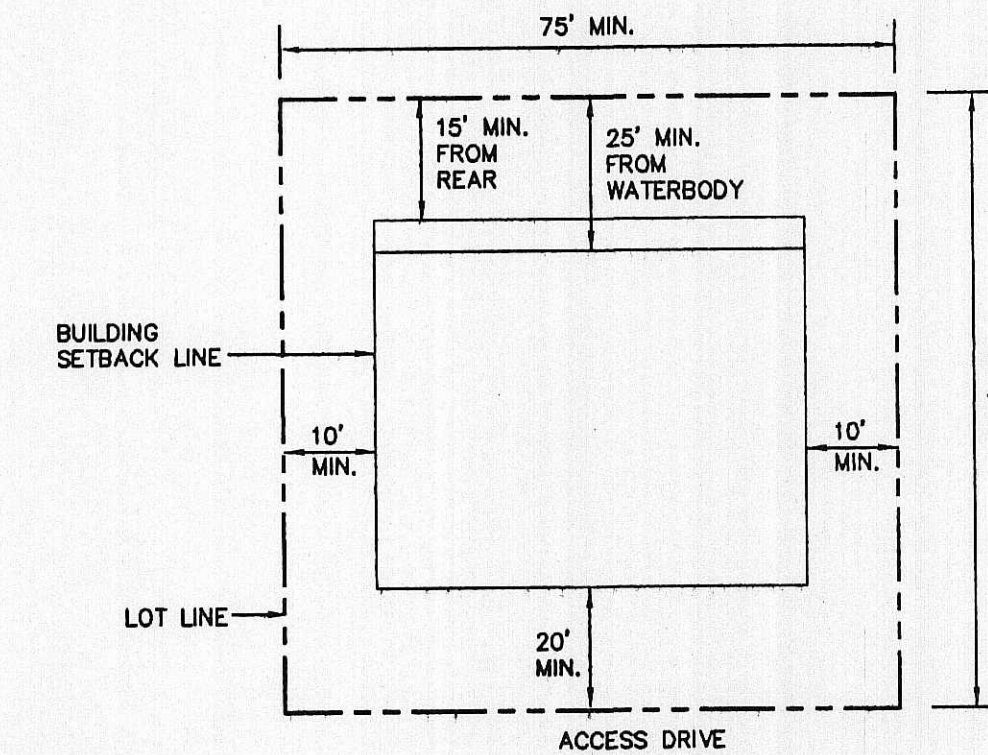 75' MIN.
15' MIN.
FROM
REAR
25' MIN.
FROM
WATERBODY
BUILDING
SETBACK LINE
10'
MIN.
10'
MIN.
LOT LINE
20'
MIN.
ACCESS DRIVE